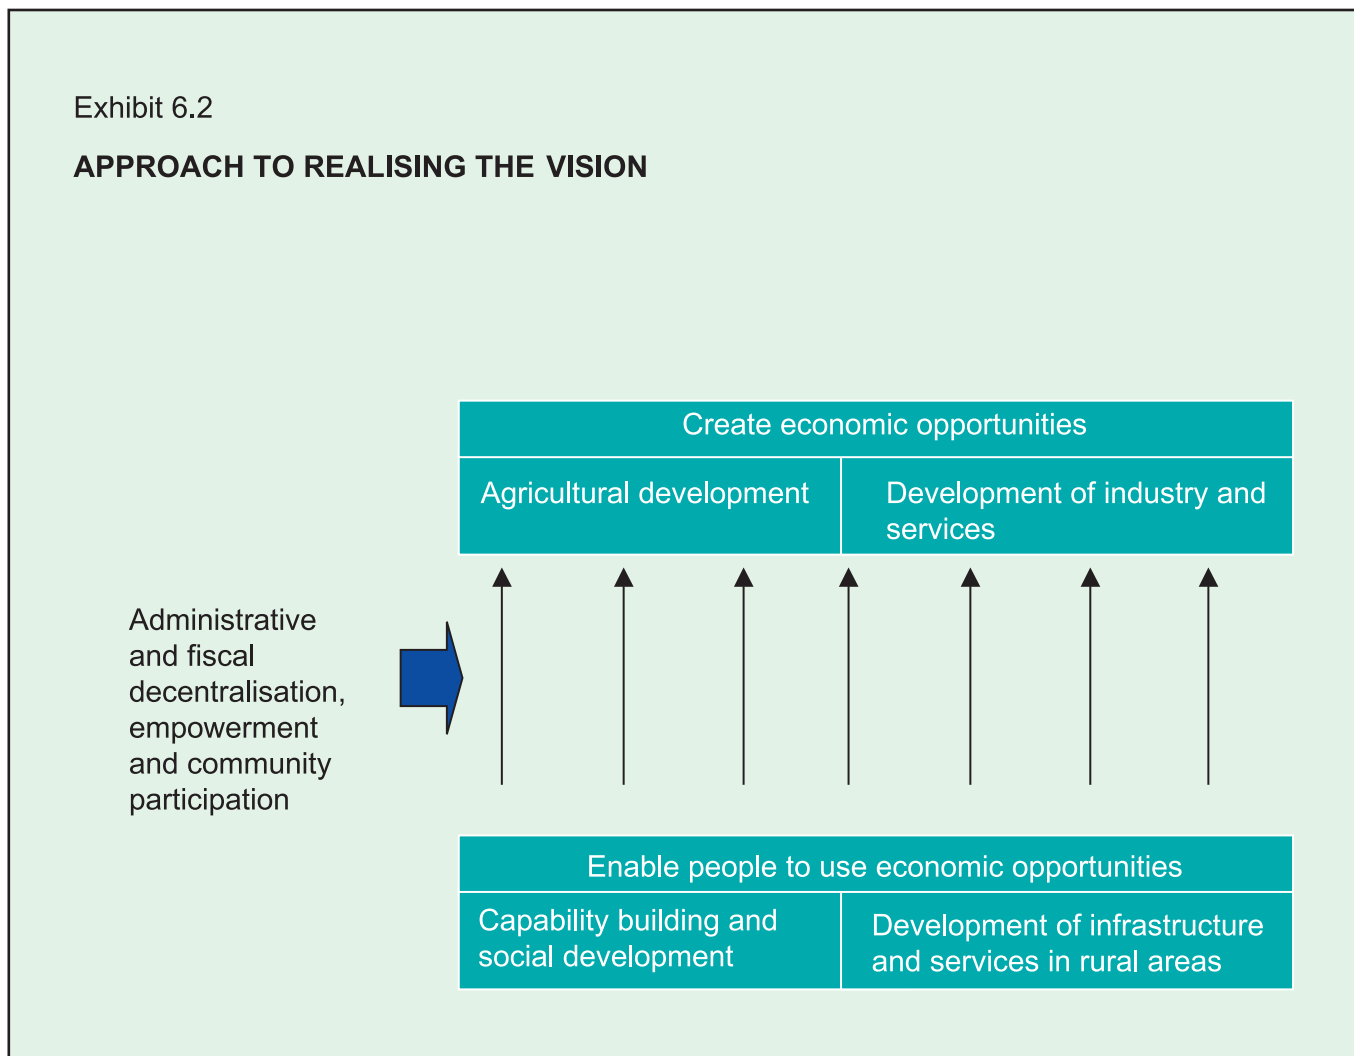 Exhibit 6.2
APPROACH TO REALISING THE VISION
Create economic opportunities
Agricultural development
Development of industry and
services
Administrative
and fiscal
decentralisation,
empowerment
and community
participation
Enable people to use economic opportunities
Capability building and
social development
Development of infrastructure
and services in rural areas